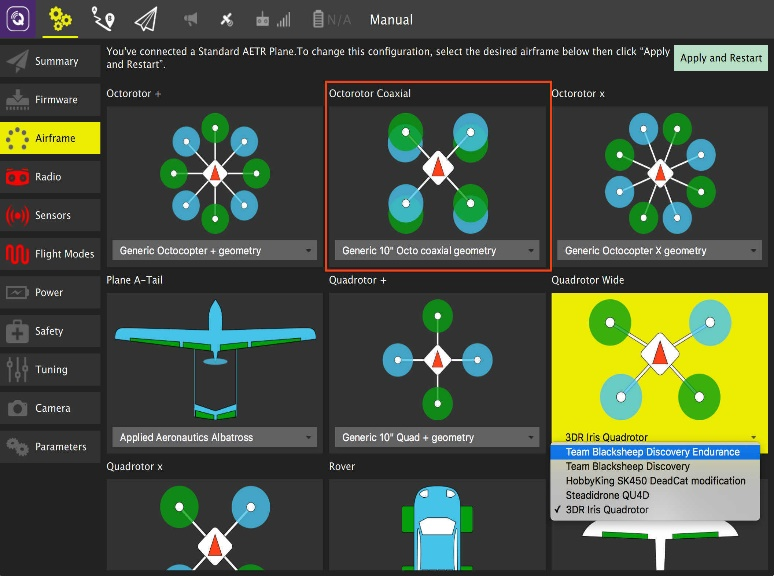 N/A
Manual
You've connected a Standard AETR Plane.To change this configuration, select the desired airframe below then click "Apply
and Restart".
Apply and Restart
Summary
Firmware
Airframe
Radio
Sensors
Flight Modes
Power
Safety
Tuning
Camera
Parameters
Octorotor +
Octorotor Coaxial
Octorotor x
Generic Octocopter + geometry
Generic 10" Octo coaxial geometry
Generic Octocopter X geometry
Plane A-Tail
Quadrotor +
Quadrotor Wide
Applied Aeronautics Albatross
Generic 10" Quad + geometry
3DR Iris Quadrotor
Team Blacksheep Discovery Endurance
Team Blacksheep Discovery
HobbyKing SK450 DeadCat modification
Steadidrone QU4D
✓ 3DR Iris Quadrotor
Quadrotor x
Rover